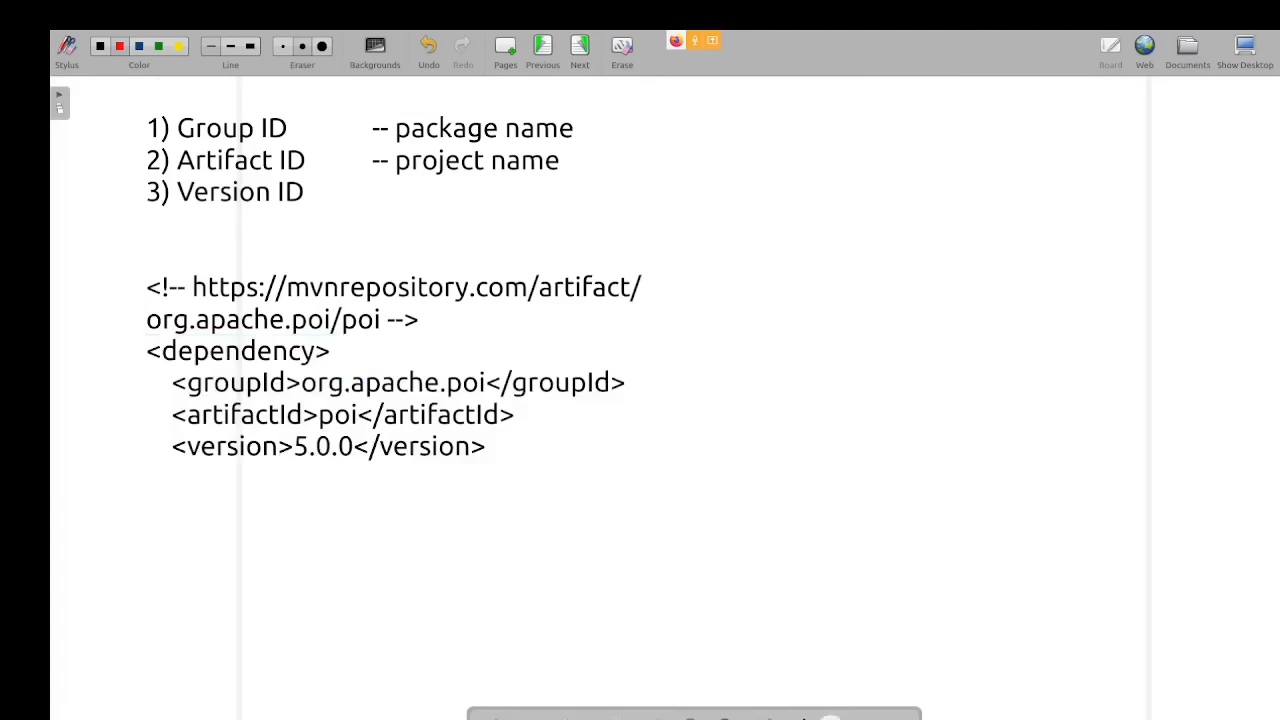 Stylus
Color
Line
Eraser
Backgrounds
Undo
Redo
Pages
Previous
Next
Erase
Board
Web
Documents
Show Desktop
1) Group ID -- package name
2) Artifact ID -- project name
3) Version ID
<!-- https://mvnrepository.com/artifact/
org.apache.poi/poi -->
<dependency>
<groupId>org.apache.poi</groupId>
<artifactId>poi</artifactId>
<version>5.0.0</version>